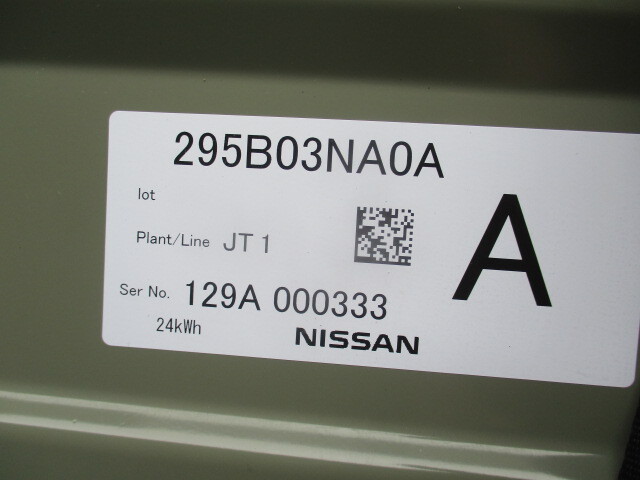 295B03NA0A
lot
Plant/Line JT 1
A
Ser No. 129A 000333
24kWh NISSAN